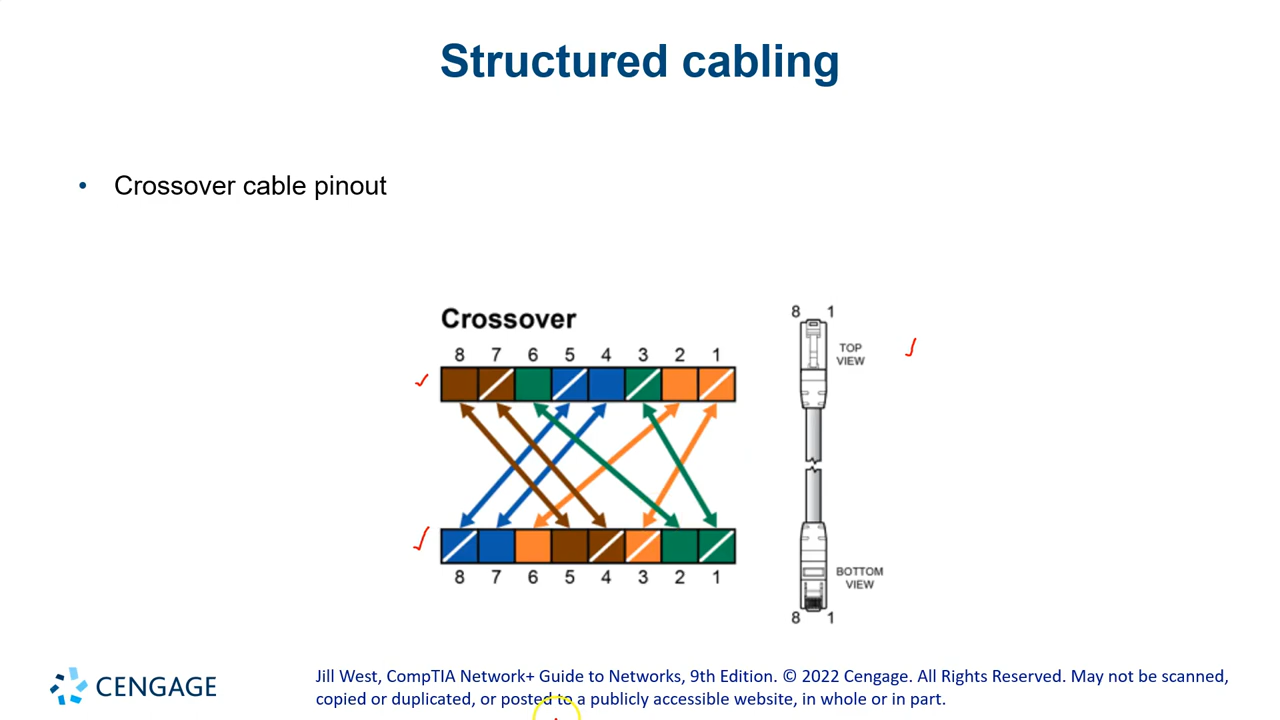 Structured cabling
• Crossover cable pinout
Crossover
8 7 6 5 4 3 2 1
8 7 6 5 4 3 2 1
8 1
TOP
VIEW
BOTTOM
VIEW
8 1
CENGAGE
Jill West, CompTIA Network+ Guide to Networks, 9th Edition. © 2022 Cengage. All Rights Reserved. May not be scanned,
copied or duplicated, or posted to a publicly accessible website, in whole or in part.